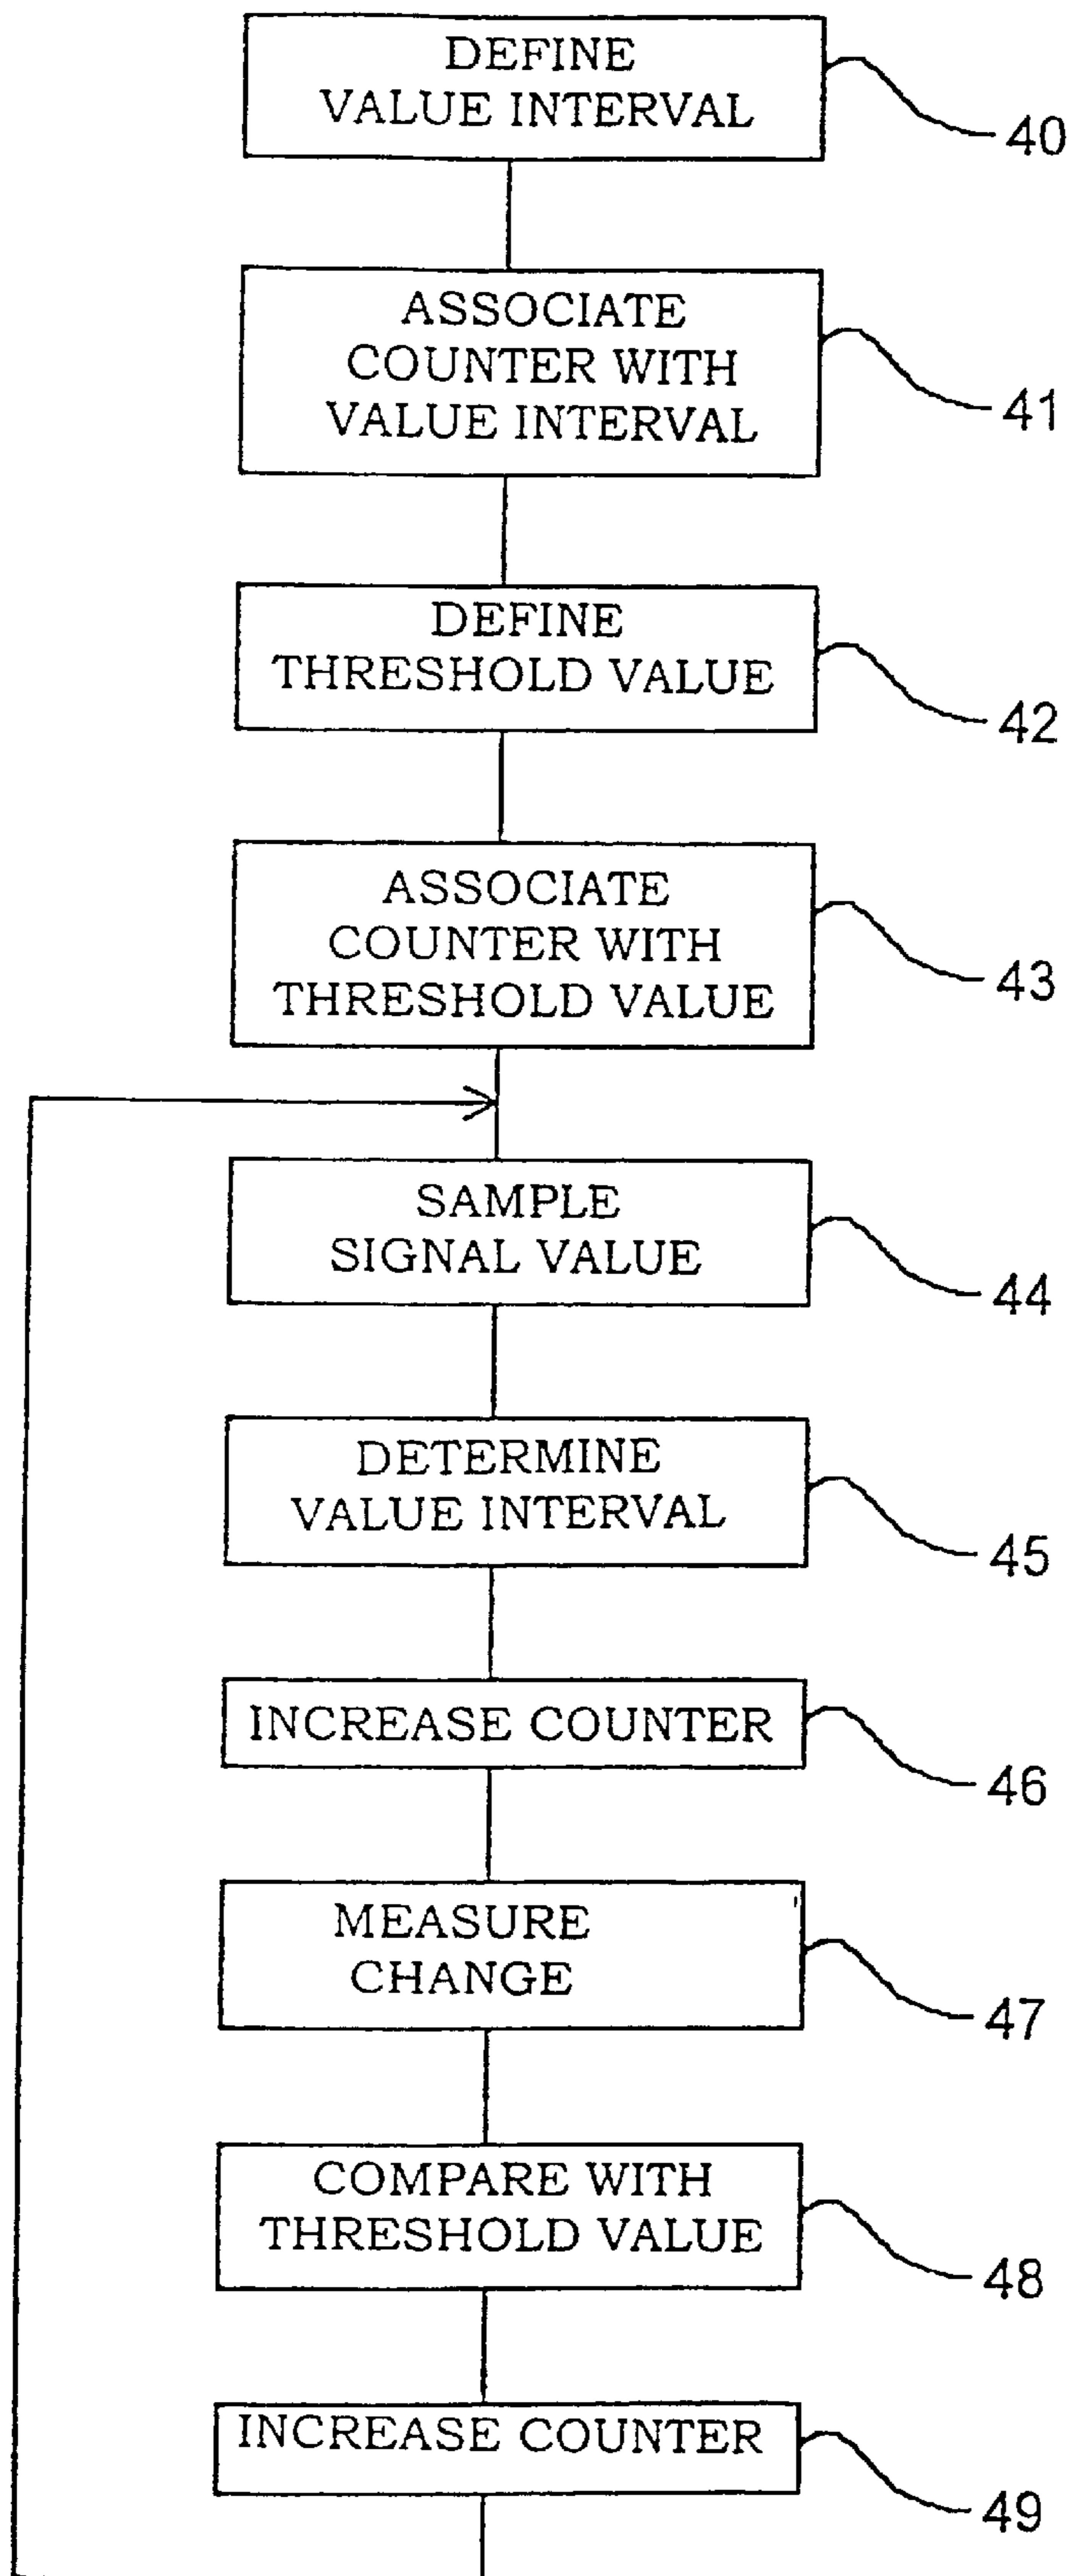 DEFINE
VALUE INTERVAL
40
ASSOCIATE
COUNTER WITH
VALUE INTERVAL
41
DEFINE
THRESHOLD VALUE
42
ASSOCIATE
COUNTER WITH
THRESHOLD VALUE
43
SAMPLE
SIGNAL VALUE
44
DETERMINE
VALUE INTERVAL
45
INCREASE COUNTER
46
MEASURE
CHANGE
47
COMPARE WITH
THRESHOLD VALUE
48
INCREASE COUNTER
49